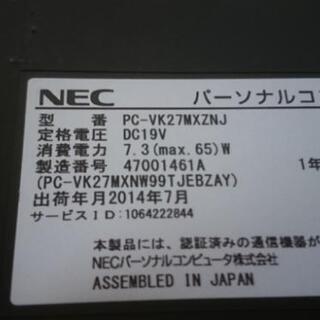 NEC パーソナルコ
型 番 PC-VK27MXZNJ
定格電圧 DC19V
消費電力 7.3(max.65)W
製造番号 47001461A 1年
(PC-VK27MXNW99TJEBZAY)
出荷年月2014年7月
サービスID:1064222844
本製品には、認証済みの通信機器が
NECパーソナルコンピュータ株式会社
ASSEMBLED IN JAPAN